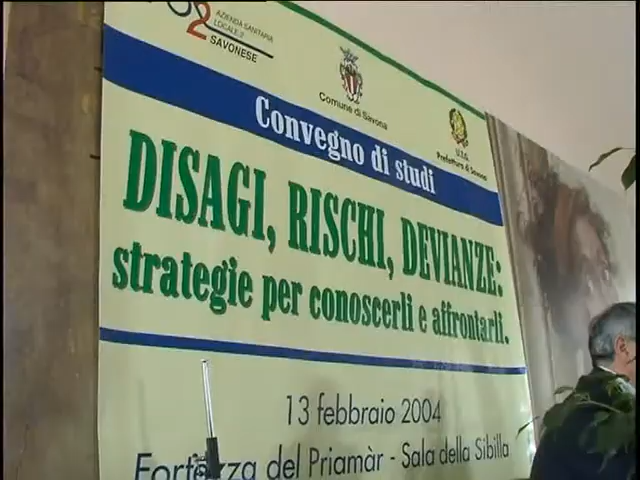 AZIENDA SANITARIA
LOCALE 2
SAVONESE
Comune di Savona
U.T.G.
Prefettura di Savona
Convegno di studi
DISAGI, RISCHI, DEVIANZE:
strategie per conoscerli e affrontarli.
13 febbraio 2004
Fortezza del Priamàr - Sala della Sibilla